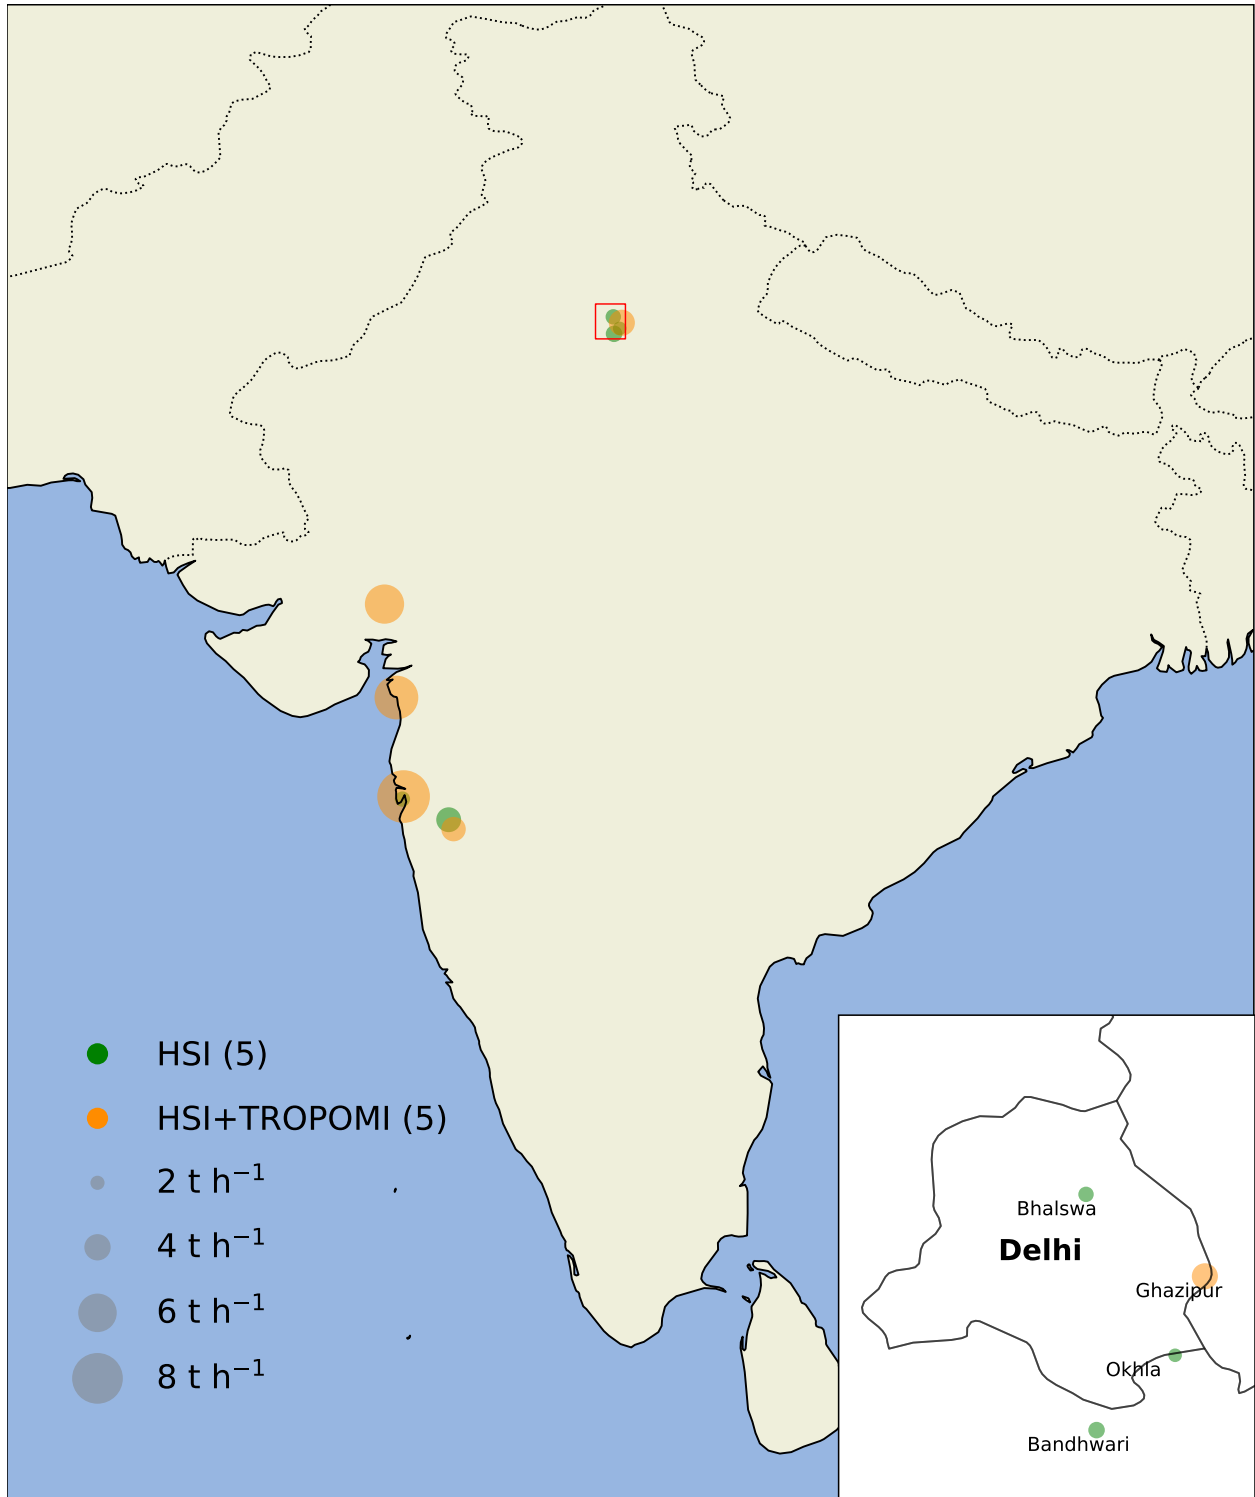 HSI (5)
HSI+TROPOMI (5)
2 t h⁻¹
4 t h⁻¹
6 t h⁻¹
8 t h⁻¹
Bhalswa
Delhi
Ghazipur
Okhla
Bandhwari